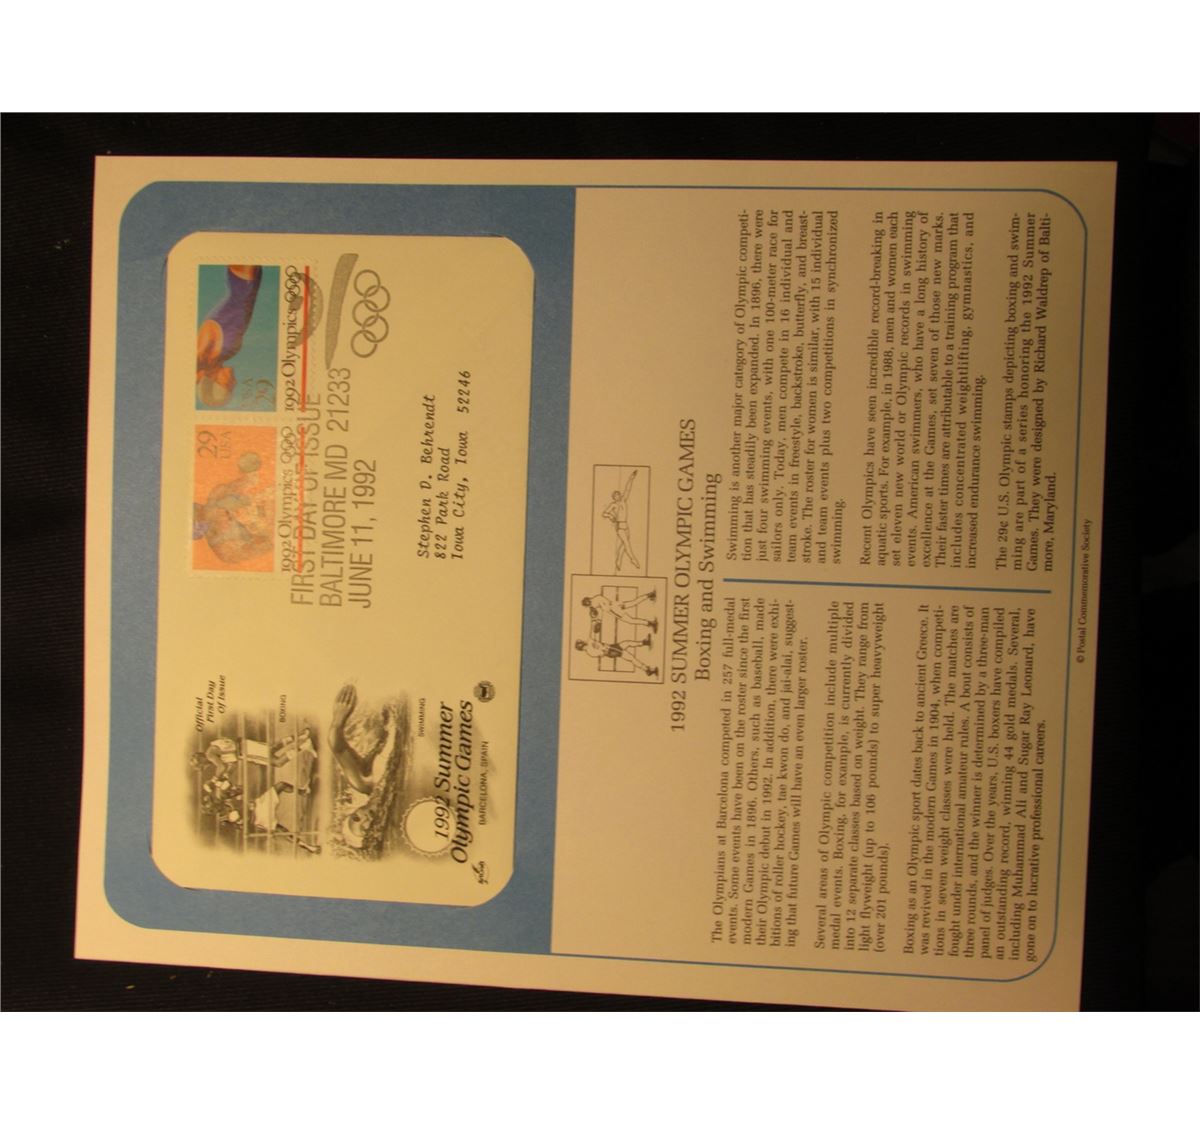 Official
First Day
Of Issue
BOXING
SWIMMING
1992 Summer
Olympic Games
BARCELONA, SPAIN
29
USA
1992 Olympics
USA
29
1992 Olympics
FIRST DAY OF ISSUE
BALTIMORE MD 21233
JUNE 11, 1992
Stephen D. Behrendt
822 Park Road
Iowa City, Iowa 52246
1992 SUMMER OLYMPIC GAMES
Boxing and Swimming
The Olympians at Barcelona competed in 257 full-medal
events. Some events have been on the roster since the first
modern Games in 1896. Others, such as baseball, made
their Olympic debut in 1992. In addition, there were exhi-
bitions of roller hockey, tae kwon do, and jai-alai, suggest-
ing that future Games will have an even larger roster.
Several areas of Olympic competition include multiple
medal events. Boxing, for example, is currently divided
into 12 separate classes based on weight. They range from
light flyweight (up to 106 pounds) to super heavyweight
(over 201 pounds).
Boxing as an Olympic sport dates back to ancient Greece. It
was revived in the modern Games in 1904, when competi-
tions in seven weight classes were held. The matches are
fought under international amateur rules. A bout consists of
three rounds, and the winner is determined by a three-man
panel of judges. Over the years, U.S. boxers have compiled
an outstanding record, winning 44 gold medals. Several,
including Muhammad Ali and Sugar Ray Leonard, have
gone on to lucrative professional careers.
Swimming is another major category of Olympic competi-
tion that has steadily been expanded. In 1896, there were
just four swimming events, with one 100-meter race for
sailors only. Today, men compete in 16 individual and
team events in freestyle, backstroke, butterfly, and breast-
stroke. The roster for women is similar, with 15 individual
and team events plus two competitions in synchronized
swimming.
Recent Olympics have seen incredible record-breaking in
aquatic sports. For example, in 1988, men and women each
set eleven new world or Olympic records in swimming
events. American swimmers, who have a long history of
excellence at the Games, set seven of those new marks.
Their faster times are attributable to a training program that
includes concentrated weightlifting, gymnastics, and
increased endurance swimming.
The 29¢ U.S. Olympic stamps depicting boxing and swim-
ming are part of a series honoring the 1992 Summer
Games. They were designed by Richard Waldrep of Balti-
more, Maryland.
© Postal Commemorative Society